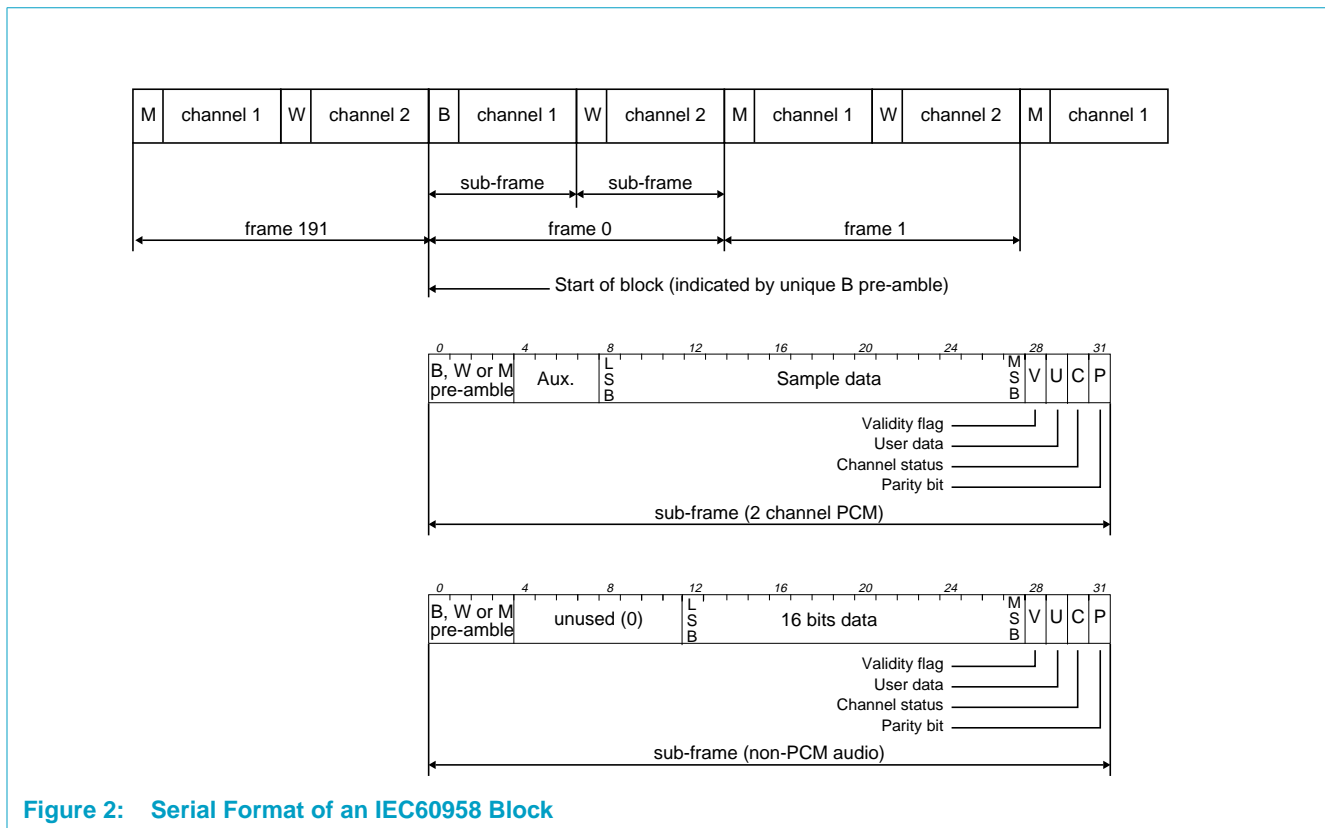 M channel 1 W channel 2 B channel 1 W channel 2 M channel 1 W channel 2 M channel 1
sub-frame sub-frame
frame 191 frame 0 frame 1
Start of block (indicated by unique B pre-amble)
0 4 8 12 16 20 24 28 31
B, W or M pre-amble Aux. LSB Sample data MSB V U C P
Validity flag
User data
Channel status
Parity bit
sub-frame (2 channel PCM)
0 4 8 12 16 20 24 28 31
B, W or M pre-amble unused (0) LSB 16 bits data MSB V U C P
Validity flag
User data
Channel status
Parity bit
sub-frame (non-PCM audio)
Figure 2: Serial Format of an IEC60958 Block